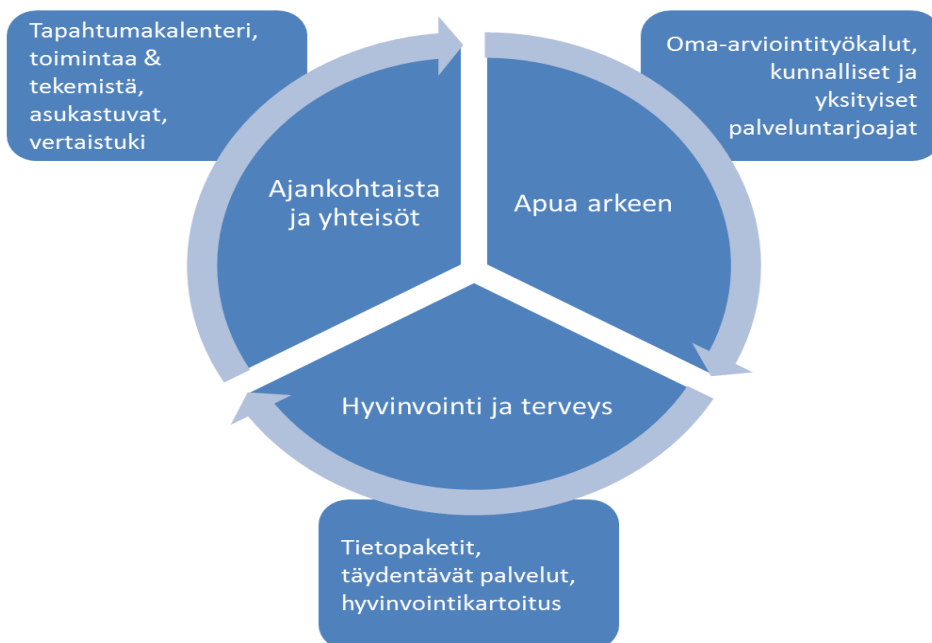 Tapahtumakalenteri,
toimintaa &
tekemistä,
asukastuvat,
vertaistuki
Oma-arviointityökalut,
kunnalliset ja
yksityiset
palveluntarjoajat
Ajankohtaista
ja yhteisöt
Apua arkeen
Hyvinvointi ja terveys
Tietopaketit,
täydentävät palvelut,
hyvinvointikartoitus